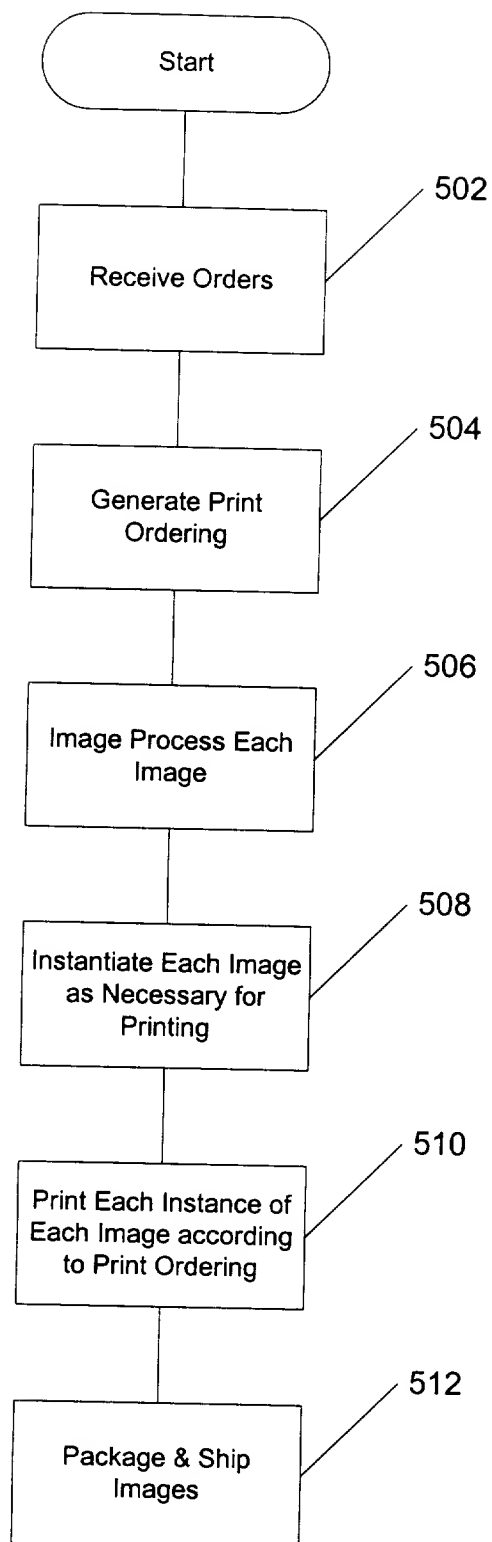 Start
502
Receive Orders
504
Generate Print
Ordering
506
Image Process Each
Image
508
Instantiate Each Image
as Necessary for
Printing
510
Print Each Instance of
Each Image according
to Print Ordering
512
Package & Ship
Images